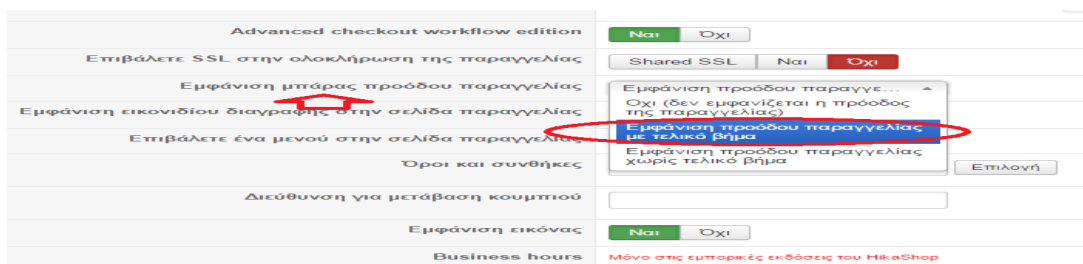 Advanced checkout workflow edition
Ναι Όχι
Επιβάλετε SSL στην ολοκλήρωση της παραγγελίας
Shared SSL Ναι Όχι
Εμφάνιση μπάρας προόδου παραγγελίας
Εμφάνιση προόδου παραγγε...
Όχι (δεν εμφανίζεται η πρόοδος
της παραγγελίας)
Εμφάνιση προόδου παραγγελίας
με τελικό βήμα
Εμφάνιση προόδου παραγγελίας
χωρίς τελικό βήμα
Εμφάνιση εικονιδίου διαγραφής στην σελίδα παραγγελίας
Επιβάλετε ένα μενού στην σελίδα παραγγελίας
Όροι και συνθήκες
Επιλογή
Διεύθυνση για μετάβαση κουμπιού
Εμφάνιση εικόνας
Ναι Όχι
Business hours
Μόνο στις εμπορικές εκδόσεις του HikaShop